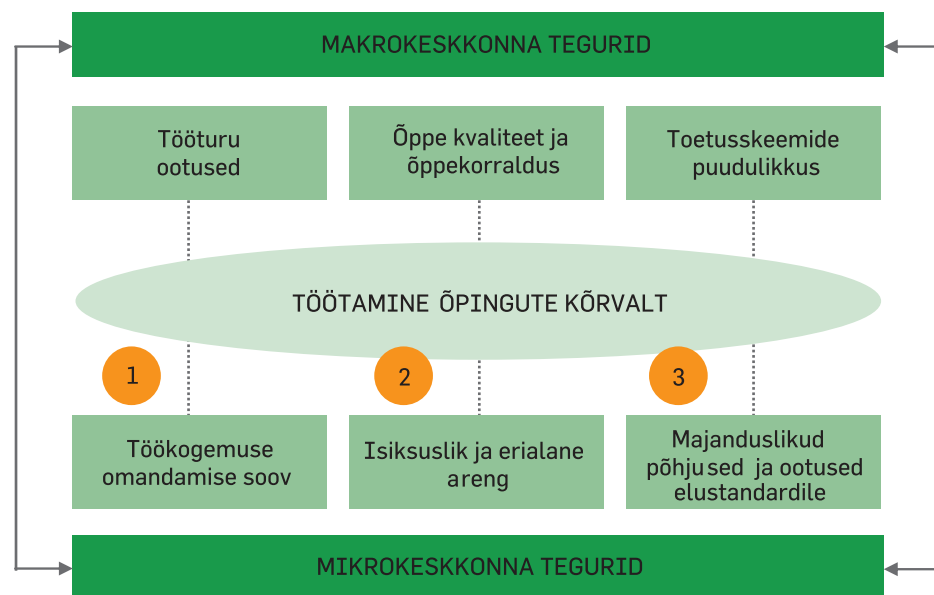 MAKROKESKKONNA TEGURID
Tööturu
ootused
Õppe kvaliteet ja
õppekorraldus
Toetusskeemide
puudulikkus
TÖÖTAMINE ÕPINGUTE KÕRVALT
1
2
3
Töökogemuse
omandamise soov
Isiksuslik ja erialane
areng
Majanduslikud
põhjused ja ootused
elustandardile
MIKROKESKKONNA TEGURID